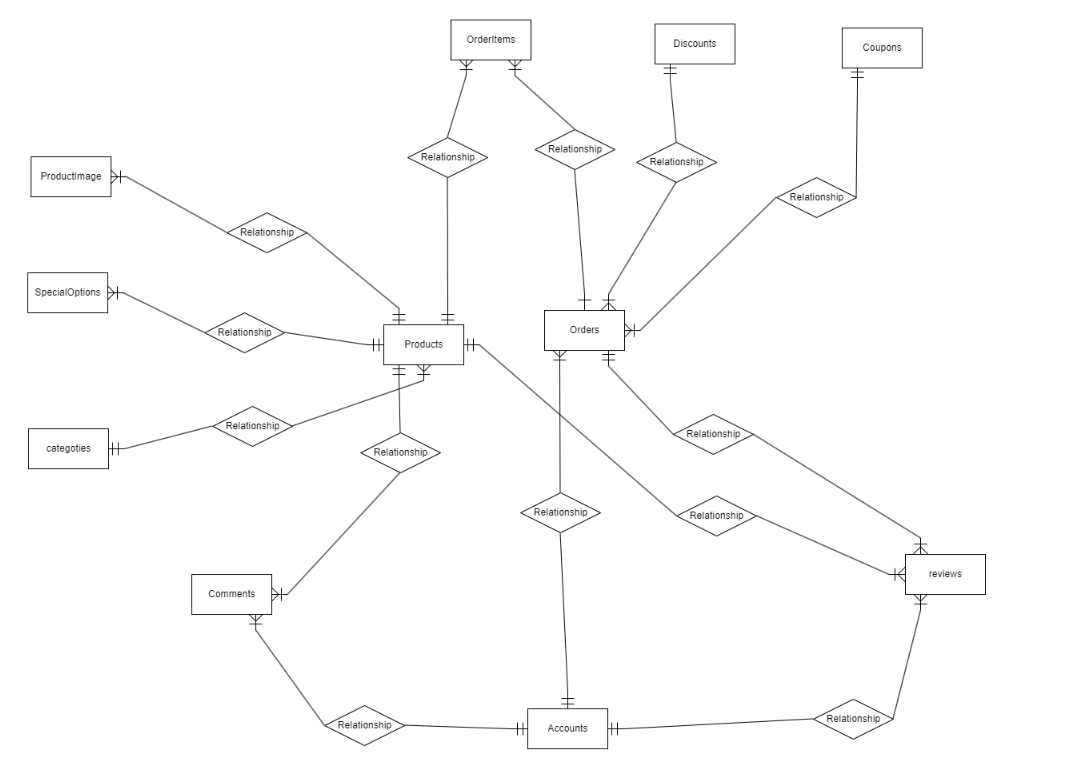 OrderItems
Discounts
Coupons
Relationship
Relationship
Relationship
ProductImage
Relationship
Relationship
SpecialOptions
Relationship
Orders
Products
Relationship
Relationship
categoties
Relationship
Relationship
Relationship
reviews
Comments
Relationship
Relationship
Accounts